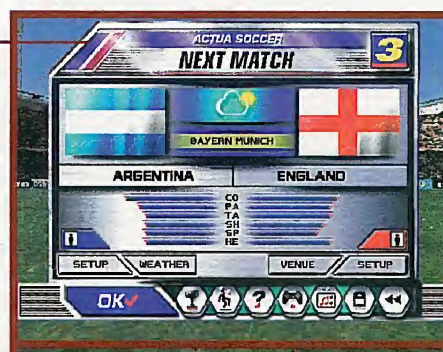 ACTUA SOCCER
NEXT MATCH
3
BAYERN MUNICH
ARGENTINA ENGLAND
CO
PA
TA
SH
SP
HE
SETUP WEATHER VENUE SETUP
OK
?